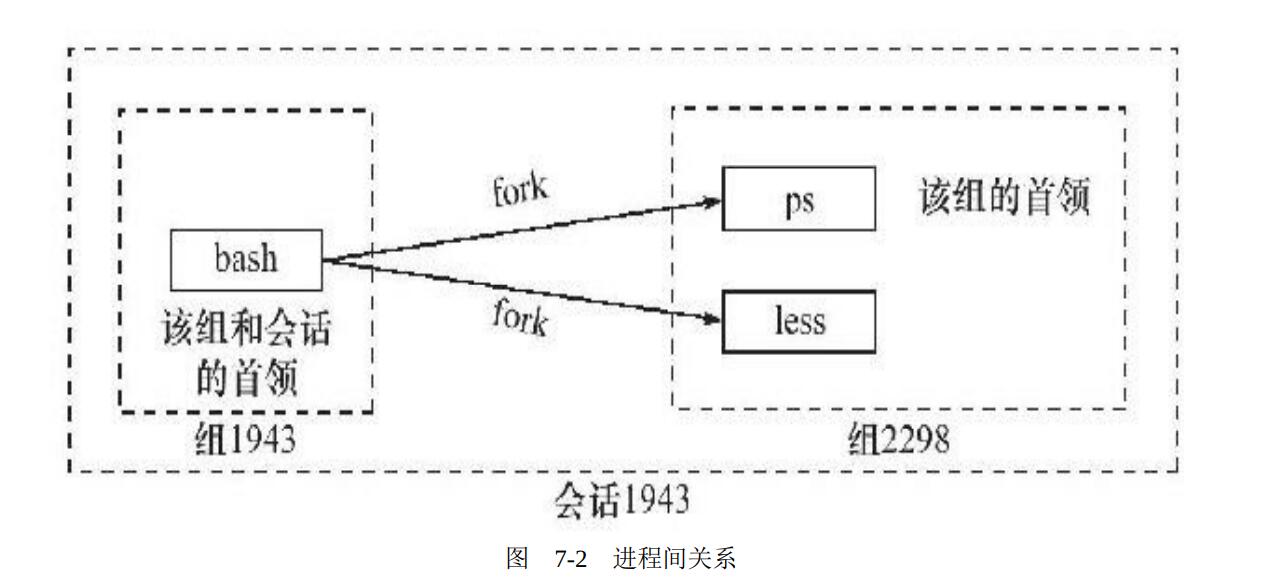 fork
ps
该组的首领
bash
fork
less
该组和会话
的首领
组1943
组2298
会话1943
图 7-2 进程间关系